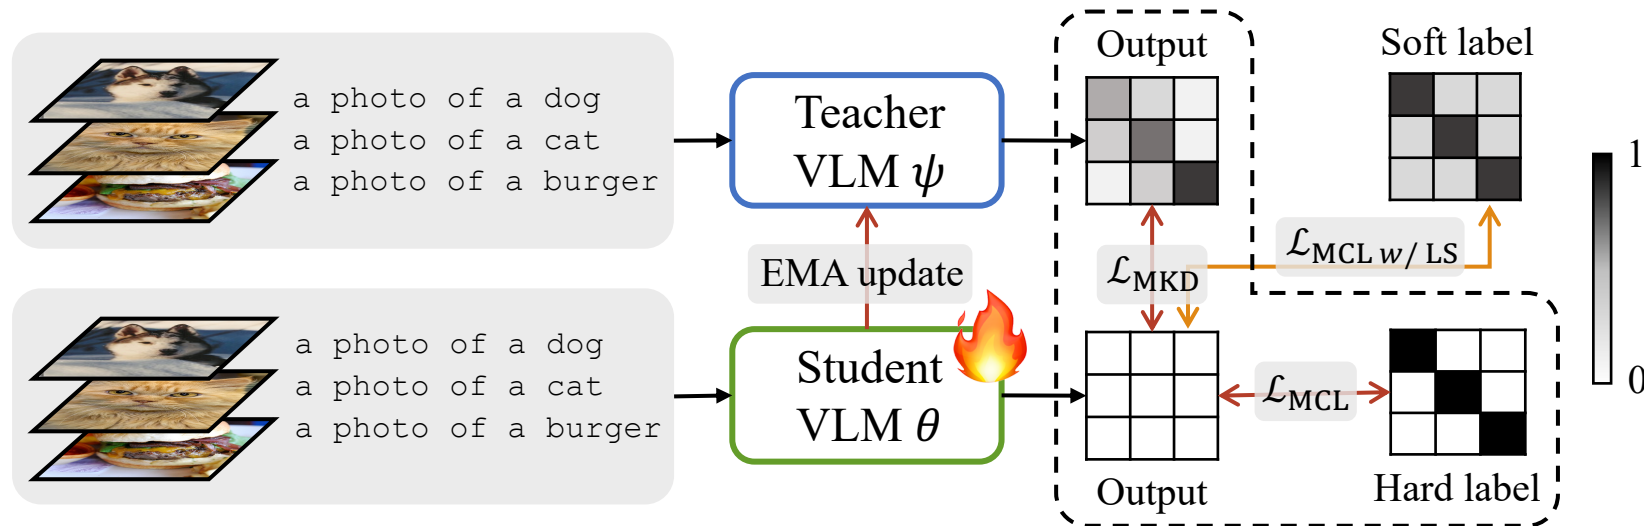 a photo of a dog
a photo of a cat
a photo of a burger
Teacher
VLM ψ
Output
Soft label
1
EMA update
ℒMKD
ℒMCL w/ LS
a photo of a dog
a photo of a cat
a photo of a burger
Student
VLM θ
ℒMCL
0
Output
Hard label